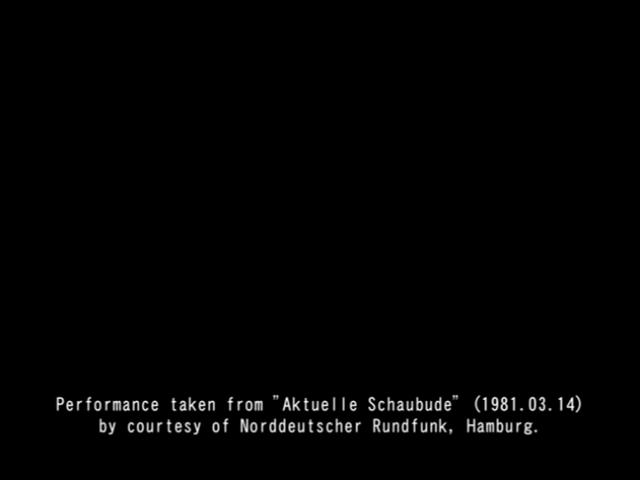 Performance taken from "Aktuelle Schaubude" (1981.03.14)
by courtesy of Norddeutscher Rundfunk, Hamburg.